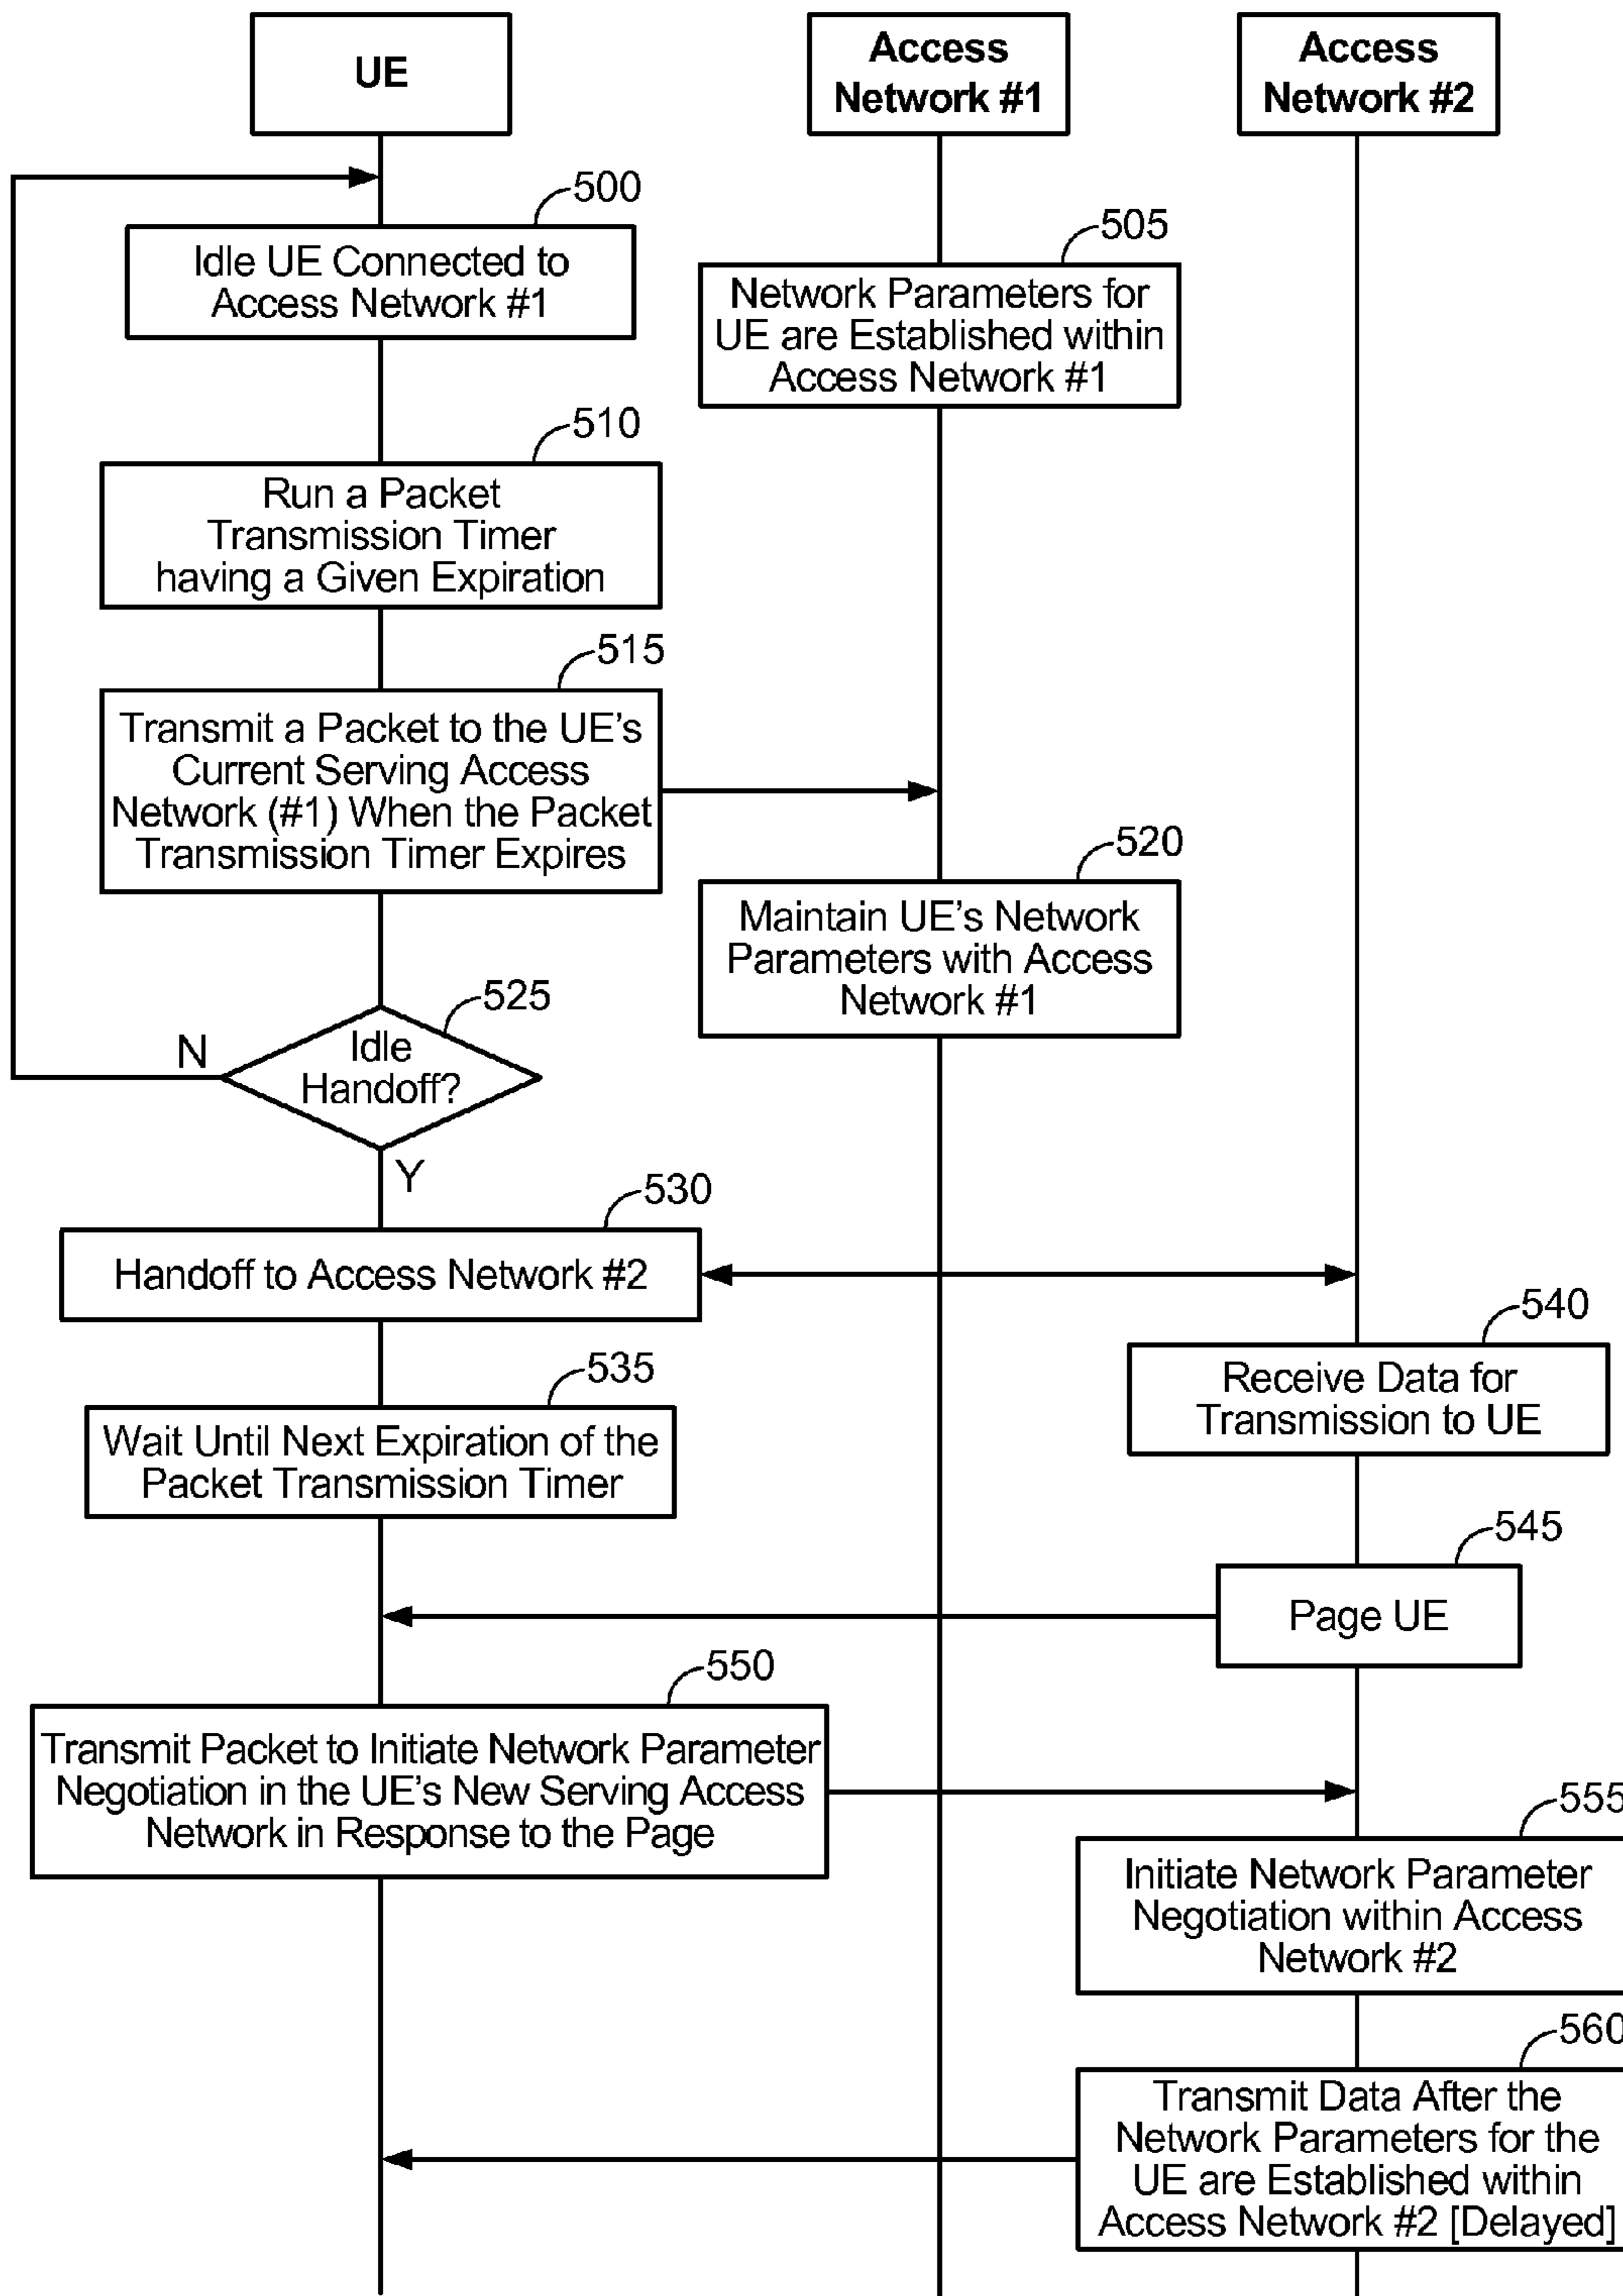 UE
Access
Network #1
Access
Network #2
500
Idle UE Connected to
Access Network #1
505
Network Parameters for
UE are Established within
Access Network #1
510
Run a Packet
Transmission Timer
having a Given Expiration
515
Transmit a Packet to the UE's
Current Serving Access
Network (#1) When the Packet
Transmission Timer Expires
520
Maintain UE's Network
Parameters with Access
Network #1
525
Idle
Handoff?
N
Y
530
Handoff to Access Network #2
535
Wait Until Next Expiration of the
Packet Transmission Timer
540
Receive Data for
Transmission to UE
545
Page UE
550
Transmit Packet to Initiate Network Parameter
Negotiation in the UE's New Serving Access
Network in Response to the Page
555
Initiate Network Parameter
Negotiation within Access
Network #2
560
Transmit Data After the
Network Parameters for the
UE are Established within
Access Network #2 [Delayed]